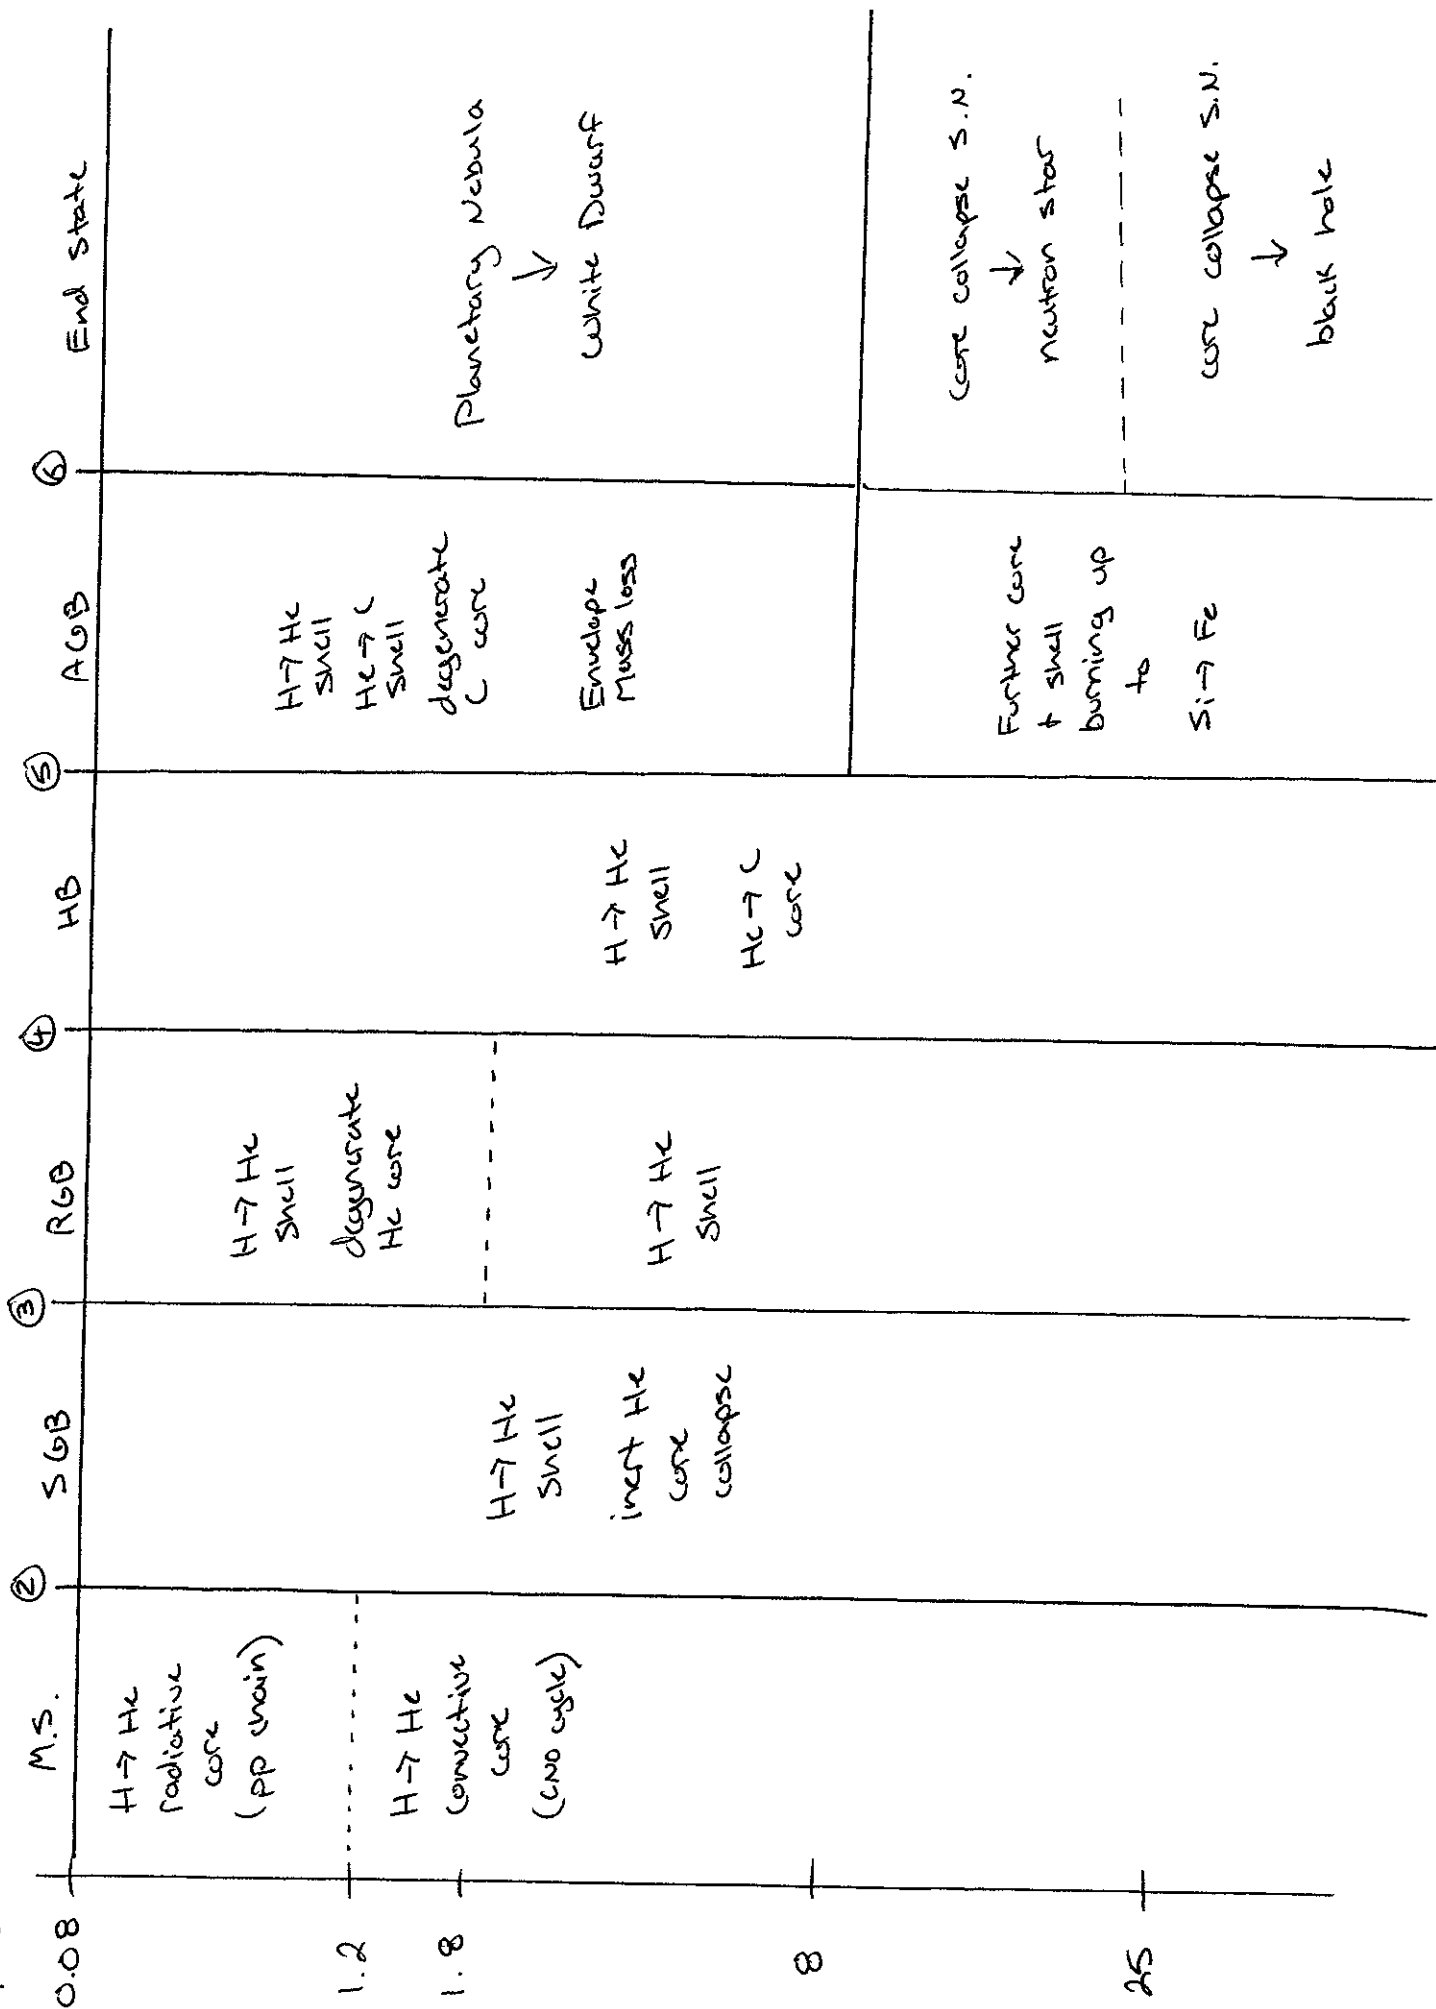 M.S.
②
SGB
③
RGB
④
HB
⑤
AGB
⑥
End state
0.08
1.2
1.8
8
25
H→He
radiative
core
(pp chain)
H→He
convective
core
(CNO cycle)
H→He
shell
inert He
core
collapse
H→He
shell
degenerate
He core
H→He
shell
H→He
shell
He→C
core
H→He
shell
He→C
shell
degenerate
C core
Envelope
Mass loss
Further core
+ shell
burning up
to
Si→Fe
Planetary Nebula
↓
White Dwarf
Core collapse S.N.
↓
neutron star
core collapse S.N.
↓
black hole